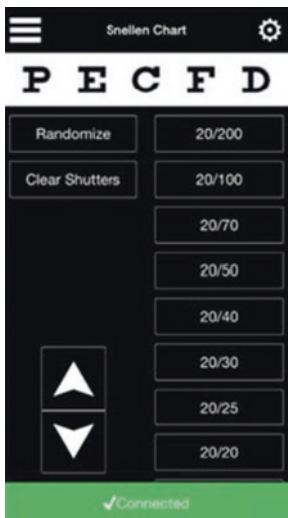 Snellen Chart
P E C F D
Randomize 20/200
Clear Shutters 20/100
20/70
20/50
20/40
20/30
20/25
20/20
✓Connected